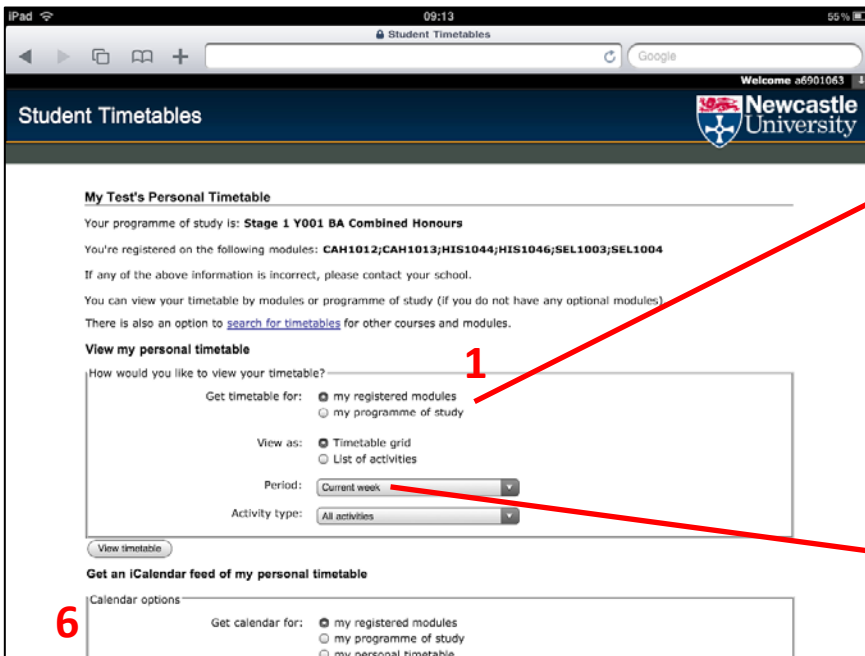 iPad 09:13 55%
Student Timetables
Google
Welcome a6901063
Student Timetables
Newcastle
University
My Test's Personal Timetable
Your programme of study is: Stage 1 Y001 BA Combined Honours
You're registered on the following modules: CAH1012;CAH1013;HIS1044;HIS1046;SEL1003;SEL1004
If any of the above information is incorrect, please contact your school.
You can view your timetable by modules or programme of study (if you do not have any optional modules)
There is also an option to search for timetables for other courses and modules.
View my personal timetable
1
How would you like to view your timetable?
Get timetable for: my registered modules
my programme of study
View as: Timetable grid
List of activities
Period: Current week
Activity type: All activities
View timetable
Get an iCalendar feed of my personal timetable
Calendar options
6
Get calendar for: my registered modules
my programme of study
my personal timetable